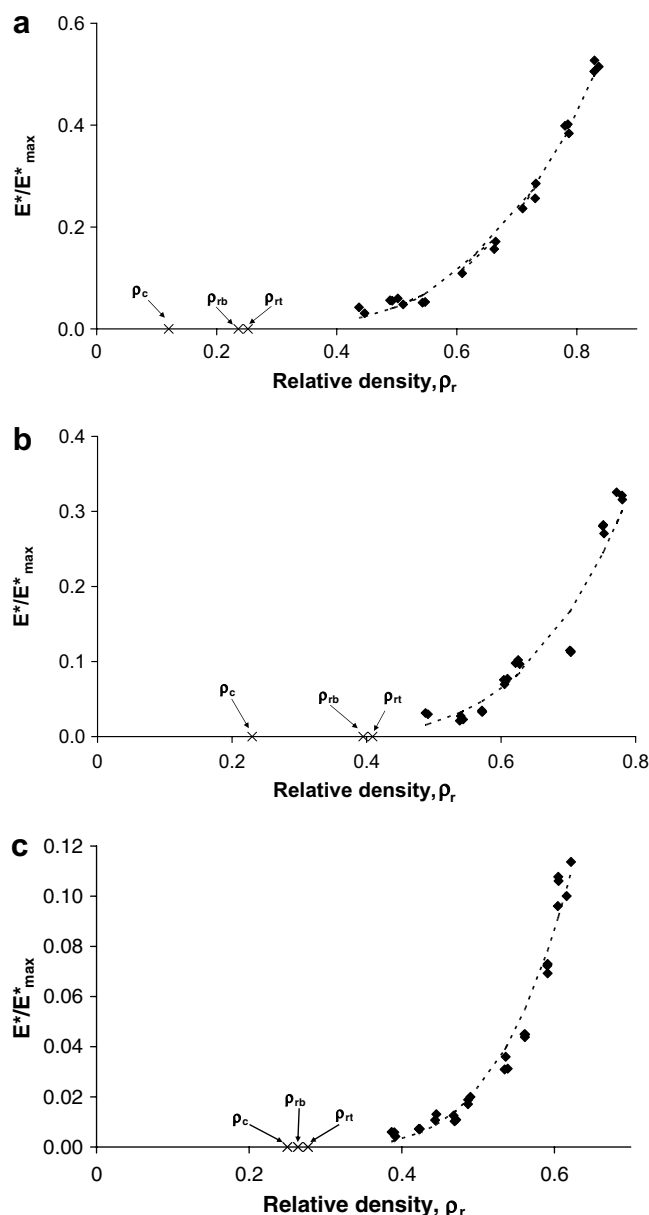 a
0.6
0.4
0.2
0.0
E*/E*max
ρc
ρrb
ρrt
0
0.2
0.4
0.6
0.8
Relative density, ρr
b
0.4
0.3
0.2
0.1
0.0
E*/E*max
ρc
ρrb
ρrt
0
0.2
0.4
0.6
0.8
Relative density, ρr
c
0.12
0.10
0.08
0.06
0.04
0.02
0.00
E*/E*max
ρc
ρrb
ρrt
0
0.2
0.4
0.6
Relative density, ρr